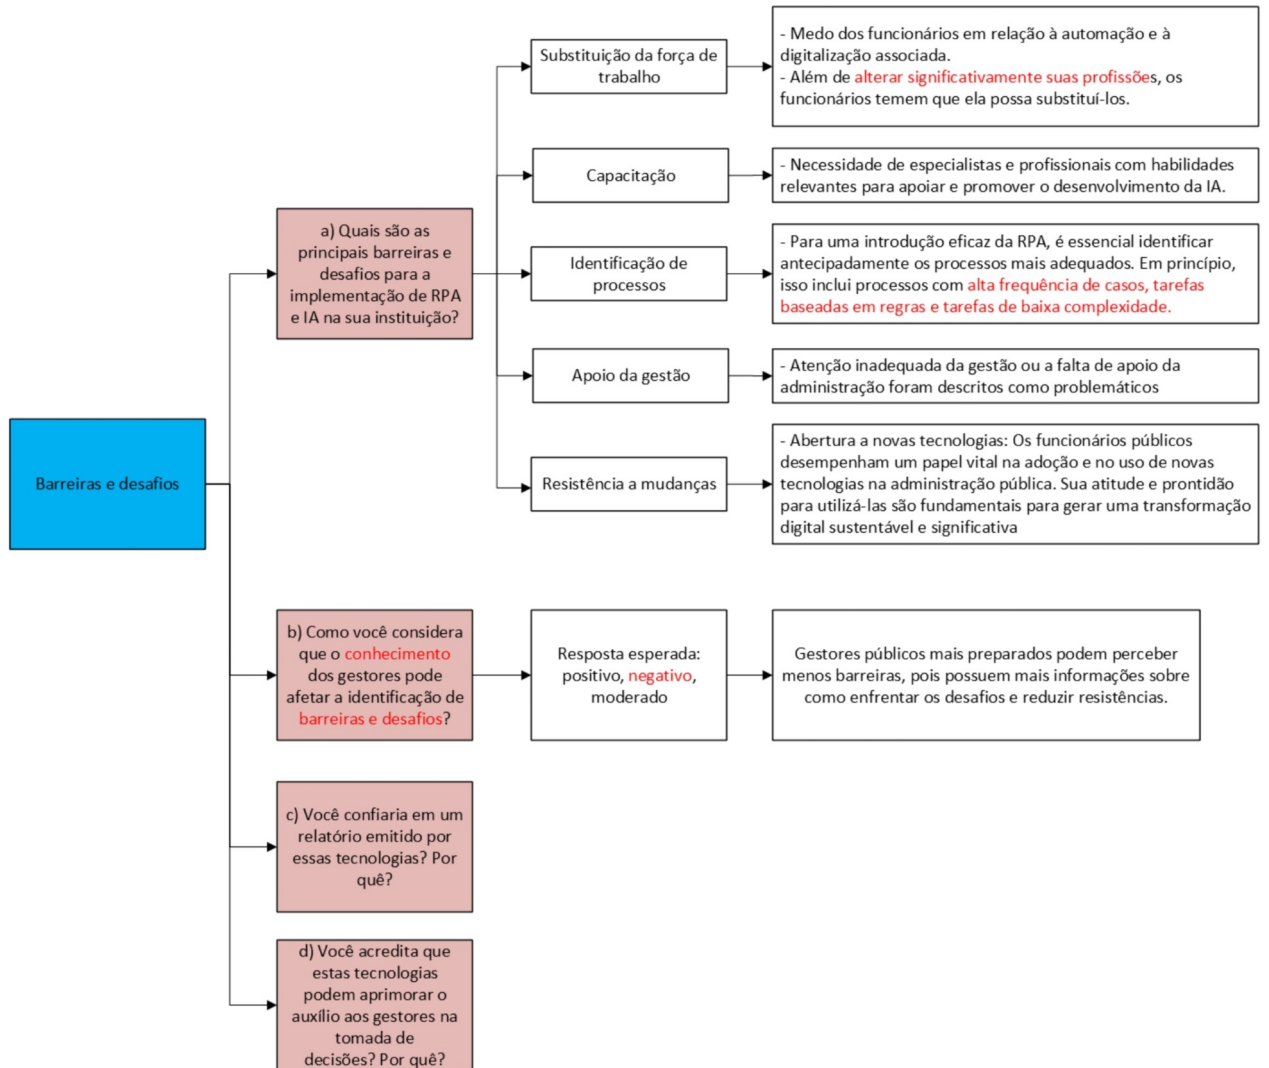 Barreiras e desafios
a) Quais são as
principais barreiras e
desafios para a
implementação de RPA
e IA na sua instituição?
Substituição da força de
trabalho
- Medo dos funcionários em relação à automação e à
digitalização associada.
- Além de alterar significativamente suas profissões, os
funcionários temem que ela possa substituí-los.
Capacitação
- Necessidade de especialistas e profissionais com habilidades
relevantes para apoiar e promover o desenvolvimento da IA.
Identificação de
processos
- Para uma introdução eficaz da RPA, é essencial identificar
antecipadamente os processos mais adequados. Em princípio,
isso inclui processos com alta frequência de casos, tarefas
baseadas em regras e tarefas de baixa complexidade.
Apoio da gestão
- Atenção inadequada da gestão ou a falta de apoio da
administração foram descritos como problemáticos
Resistência a mudanças
- Abertura a novas tecnologias: Os funcionários públicos
desempenham um papel vital na adoção e no uso de novas
tecnologias na administração pública. Sua atitude e prontidão
para utilizá-las são fundamentais para gerar uma transformação
digital sustentável e significativa
b) Como você considera
que o conhecimento
dos gestores pode
afetar a identificação de
barreiras e desafios?
Resposta esperada:
positivo, negativo,
moderado
Gestores públicos mais preparados podem perceber
menos barreiras, pois possuem mais informações sobre
como enfrentar os desafios e reduzir resistências.
c) Você confiaria em um
relatório emitido por
essas tecnologias? Por
quê?
d) Você acredita que
estas tecnologias
podem aprimorar o
auxílio aos gestores na
tomada de
decisões? Por quê?